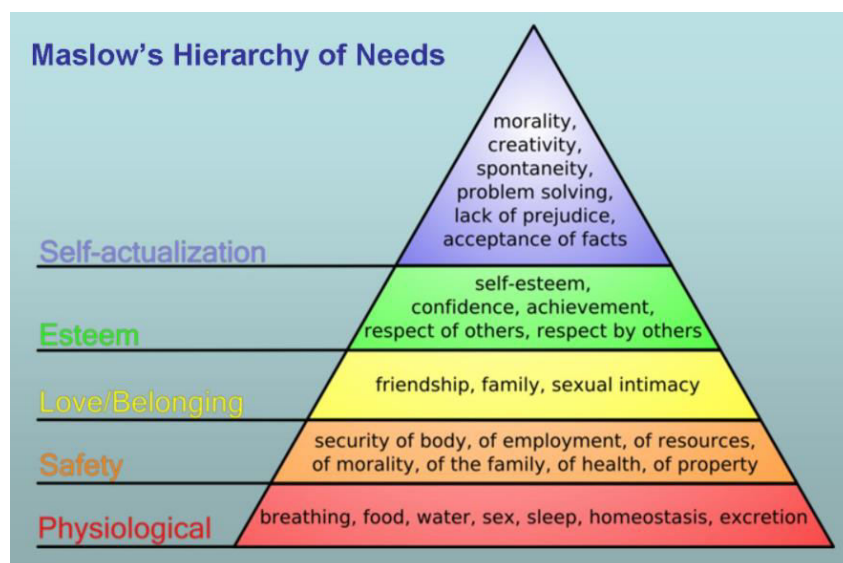 Maslow's Hierarchy of Needs
morality,
creativity,
spontaneity,
problem solving,
lack of prejudice,
acceptance of facts
Self-actualization
self-esteem,
confidence, achievement,
respect of others, respect by others
Esteem
friendship, family, sexual intimacy
Love/Belonging
security of body, of employment, of resources,
of morality, of the family, of health, of property
Safety
breathing, food, water, sex, sleep, homeostasis, excretion
Physiological